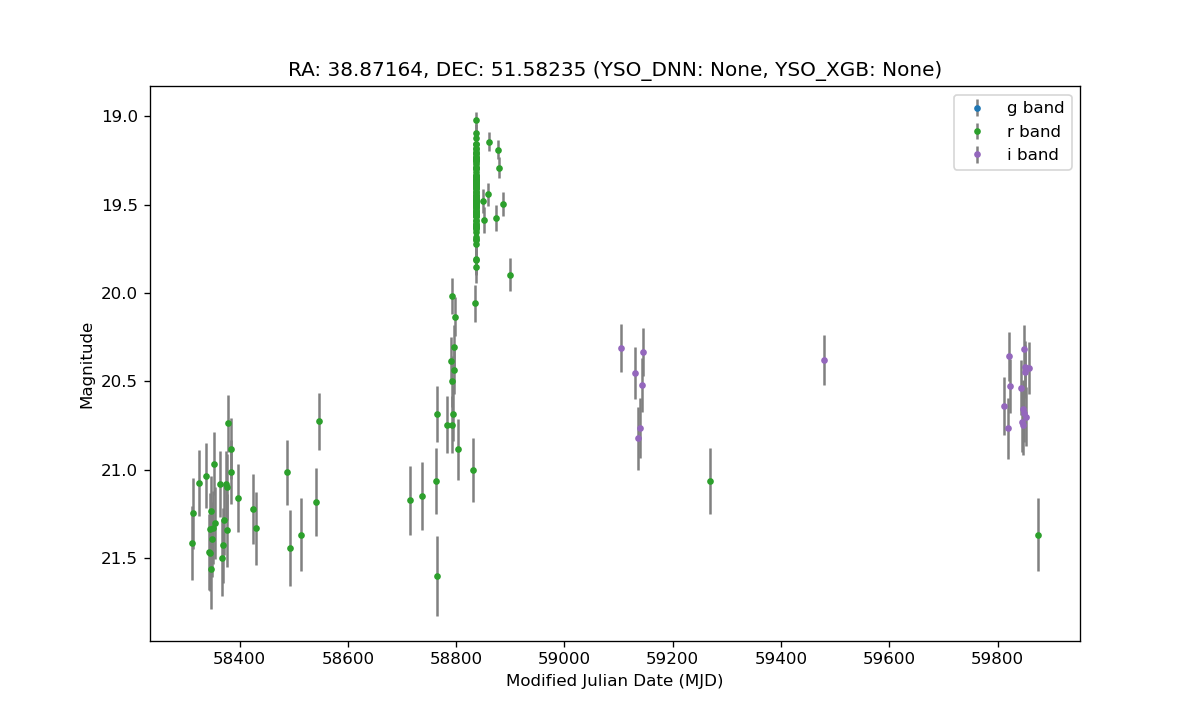 RA: 38.87164, DEC: 51.58235 (YSO_DNN: None, YSO_XGB: None)
g band
r band
i band
19.0
19.5
20.0
20.5
21.0
21.5
Magnitude
58400 58600 58800 59000 59200 59400 59600 59800
Modified Julian Date (MJD)